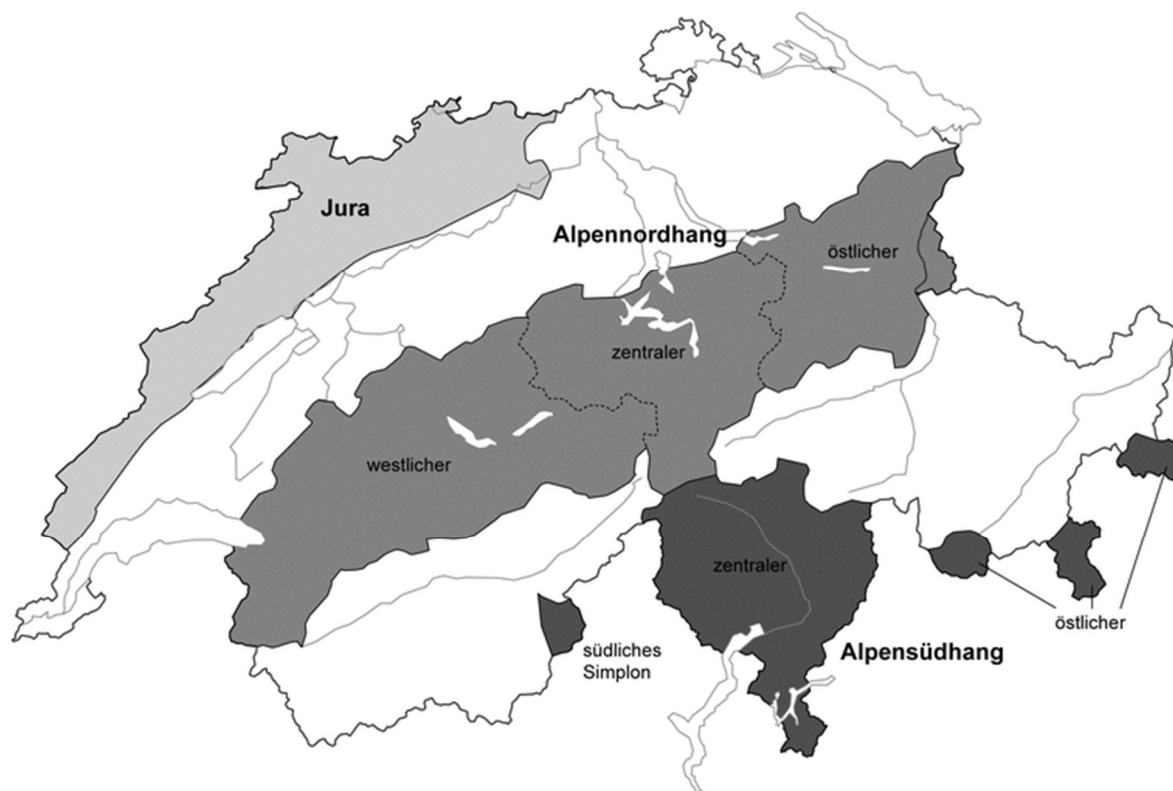 Jura
Alpennordhang
östlicher
zentraler
westlicher
zentraler
südliches
Simplon
Alpensüdhang
östlicher